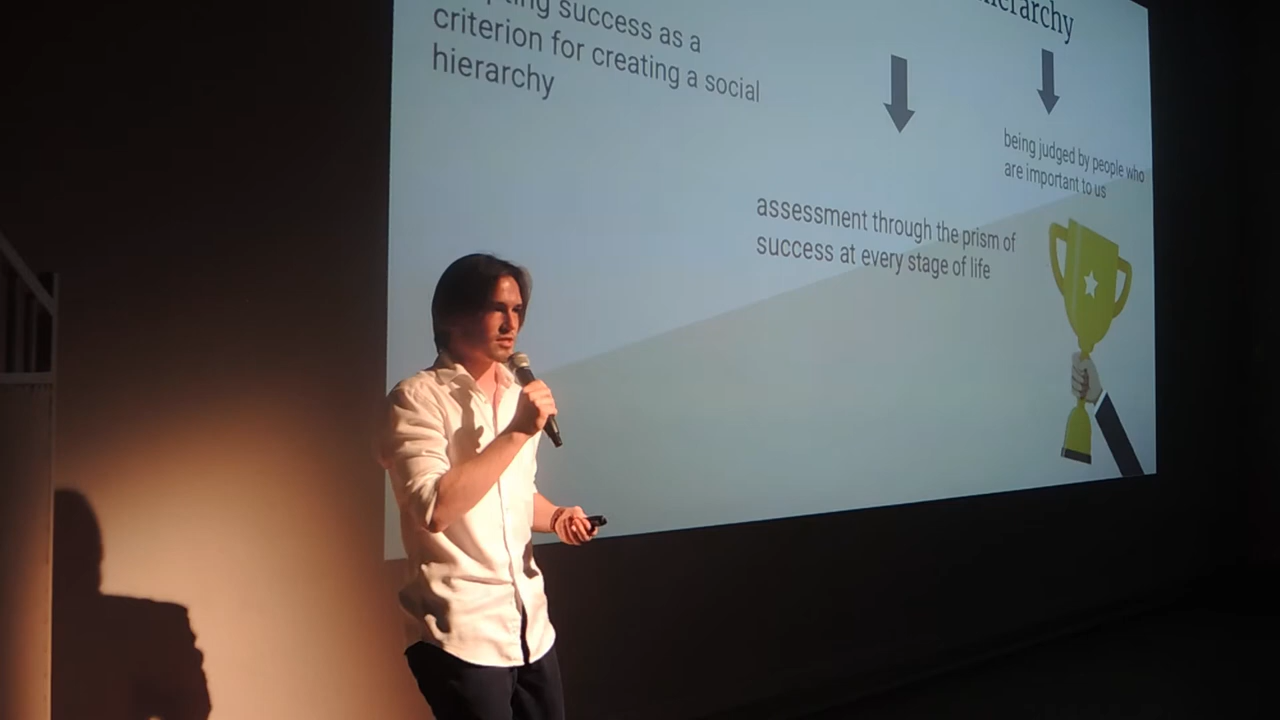 success as a
criterion for creating a social
hierarchy
hierarchy
being judged by people who
are important to us
assessment through the prism of
success at every stage of life